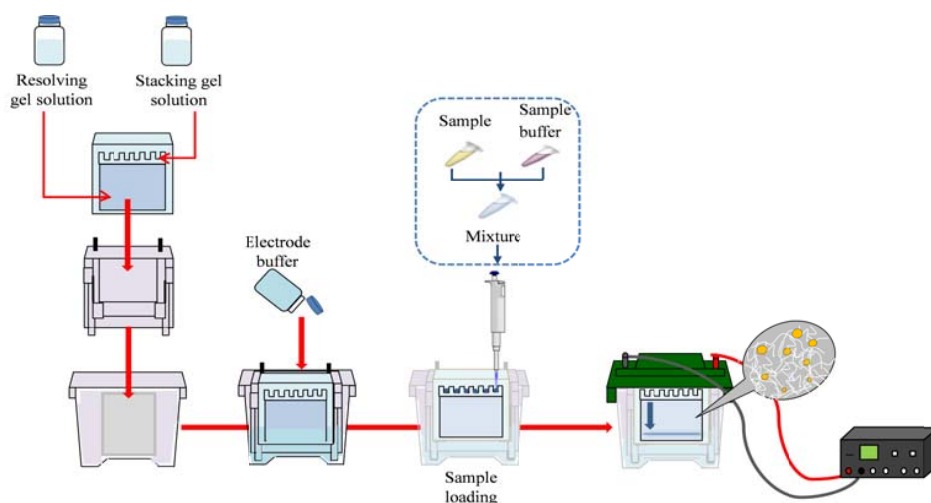 Resolving
gel solution
Stacking gel
solution
Sample
Sample
buffer
Mixture
Electrode
buffer
Sample
loading